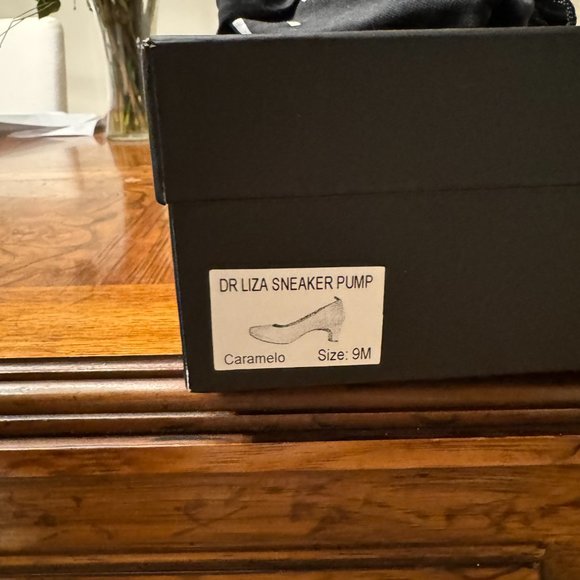 DR LIZA SNEAKER PUMP
Caramelo Size: 9M